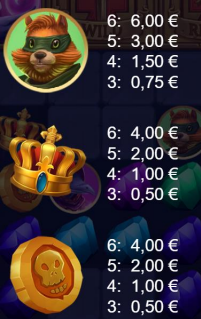 6: 6,00 €
5: 3,00 €
4: 1,50 €
3: 0,75 €
6: 4,00 €
5: 2,00 €
4: 1,00 €
3: 0,50 €
6: 4,00 €
5: 2,00 €
4: 1,00 €
3: 0,50 €